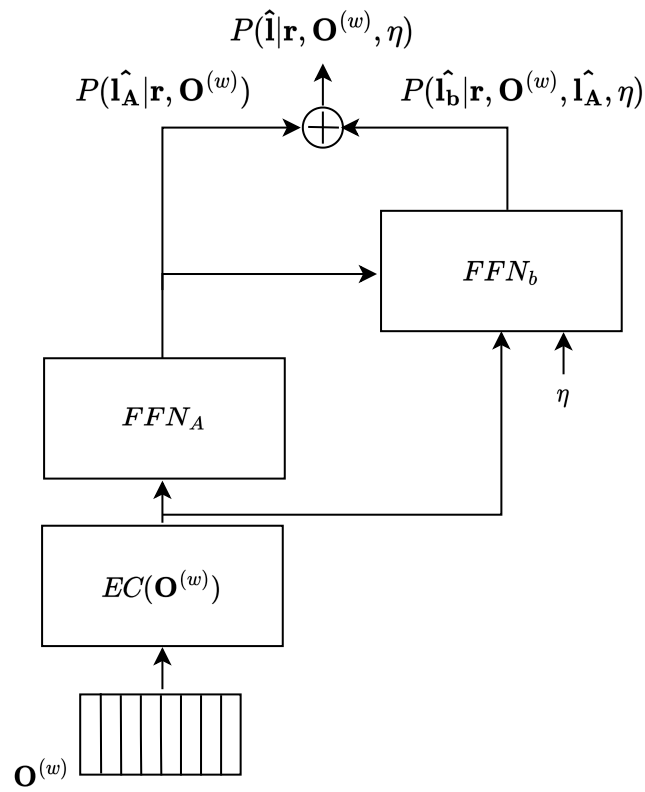 P(l̂|r, O^(w), η)
P(l̂_A|r, O^(w))
P(l̂_b|r, O^(w), l̂_A, η)
FFN_b
FFN_A
η
EC(O^(w))
O^(w)